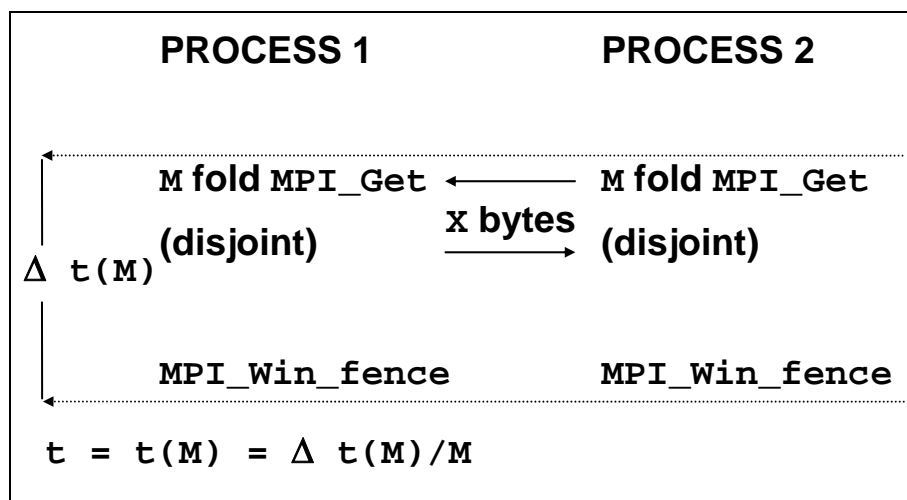 PROCESS 1 PROCESS 2
M fold MPI_Get M fold MPI_Get
X bytes
(disjoint) (disjoint)
Δ t(M)
MPI_Win_fence MPI_Win_fence
t = t(M) = Δ t(M)/M